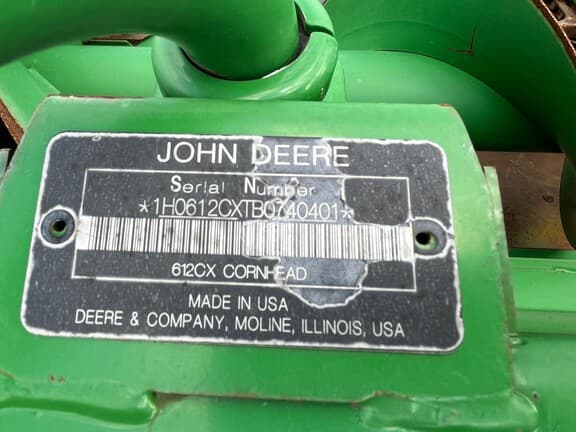 JOHN DEERE
Serial Number
*1H0612CXTB0740401*
612CX CORNHEAD
MADE IN USA
DEERE & COMPANY, MOLINE, ILLINOIS, USA